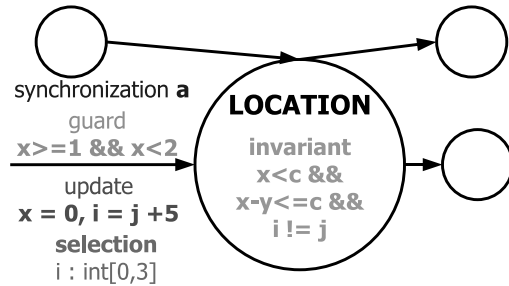 synchronization a
guard
x>=1 && x<2
update
x = 0, i = j +5
selection
i : int[0,3]
LOCATION
invariant
x<c &&
x-y<=c &&
i != j